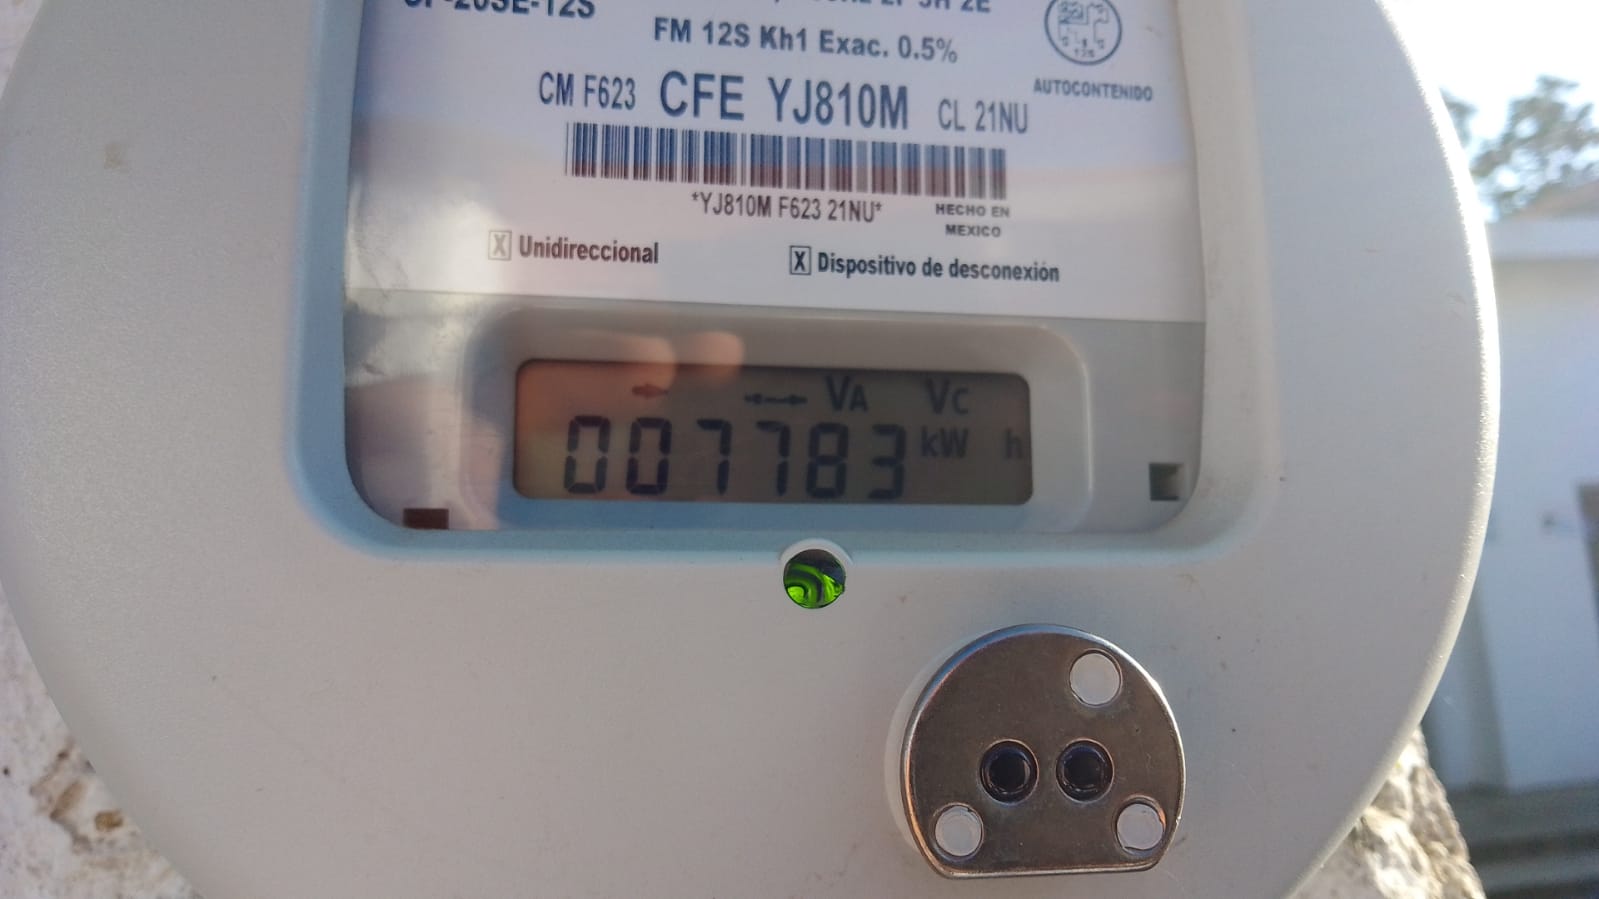 FM 12S Kh1 Exac. 0.5%
CM F623 CFE YJ810M CL 21NU
AUTOCONTENIDO
*YJ810M F623 21NU*
HECHO EN
MEXICO
X Unidireccional
X Dispositivo de desconexión
VA VC
007783 kW h